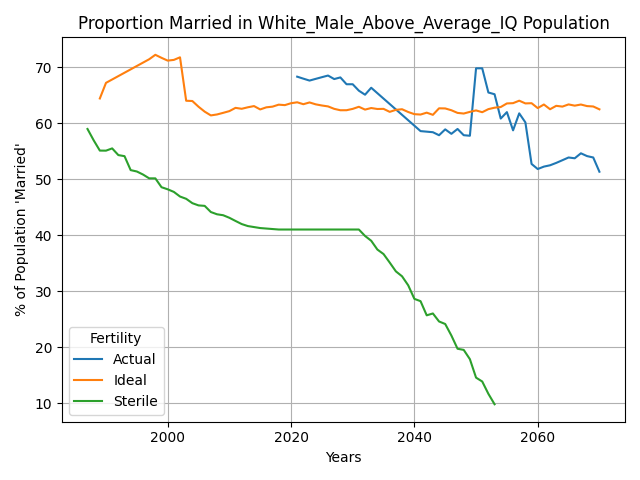 Proportion Married in White_Male_Above_Average_IQ Population
% of Population 'Married'
70
60
50
40
30
20
10
Fertility
Actual
Ideal
Sterile
2000 2020 2040 2060
Years